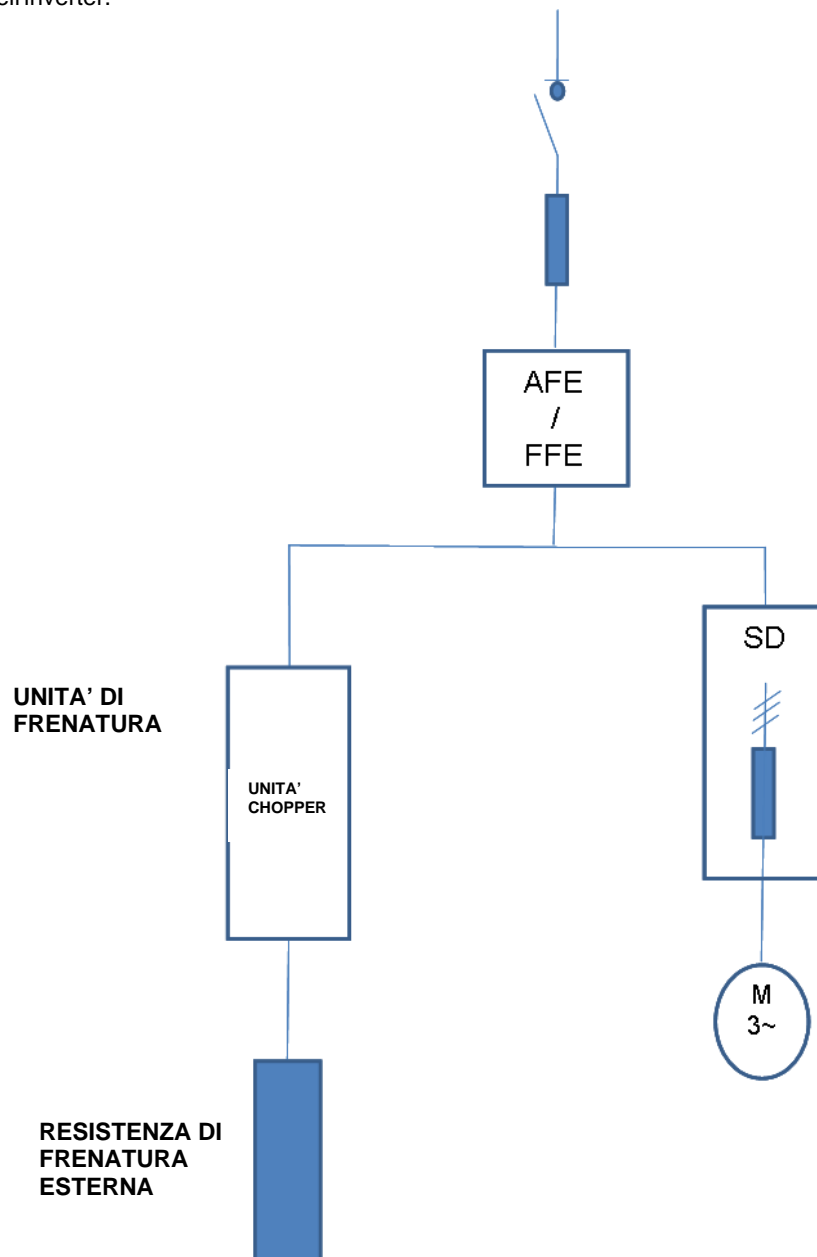 AFE
/
FFE
SD
UNITA’ DI
FRENATURA
UNITA’
CHOPPER
M
3~
RESISTENZA DI
FRENATURA
ESTERNA